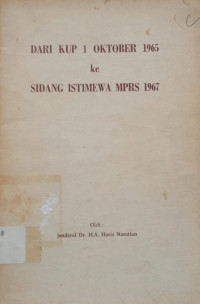 DARI KUP 1 OKTOBER 1965
ke
SIDANG ISTIMEWA MPRS 1967
Oleh :
Jenderal Dr. H.A. Haris Nasution